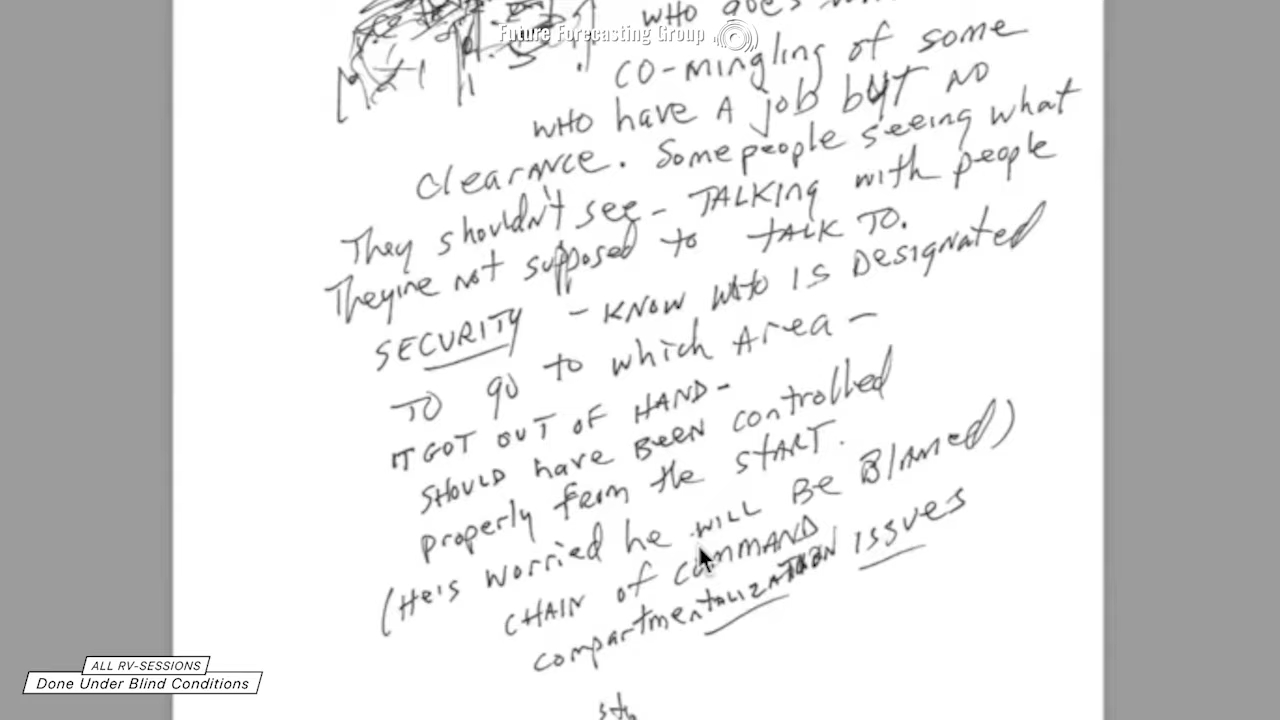 WHO does
Future Forecasting Group
CO-mingling of some
WHO have A job but NO
clearance. Some people seeing what
They shouldn't see - TALKING with people
They're not supposed to TALK TO.
SECURITY - KNOW WHO IS DESIGNATED
TO go to which Area -
IT GOT OUT OF HAND -
SHOULD have BEEN controlled
properly from the START.
(He's worried he WILL BE BLAMED)
CHAIN of COMMAND
compartmentalization issues
ALL RV-SESSIONS
Done Under Blind Conditions